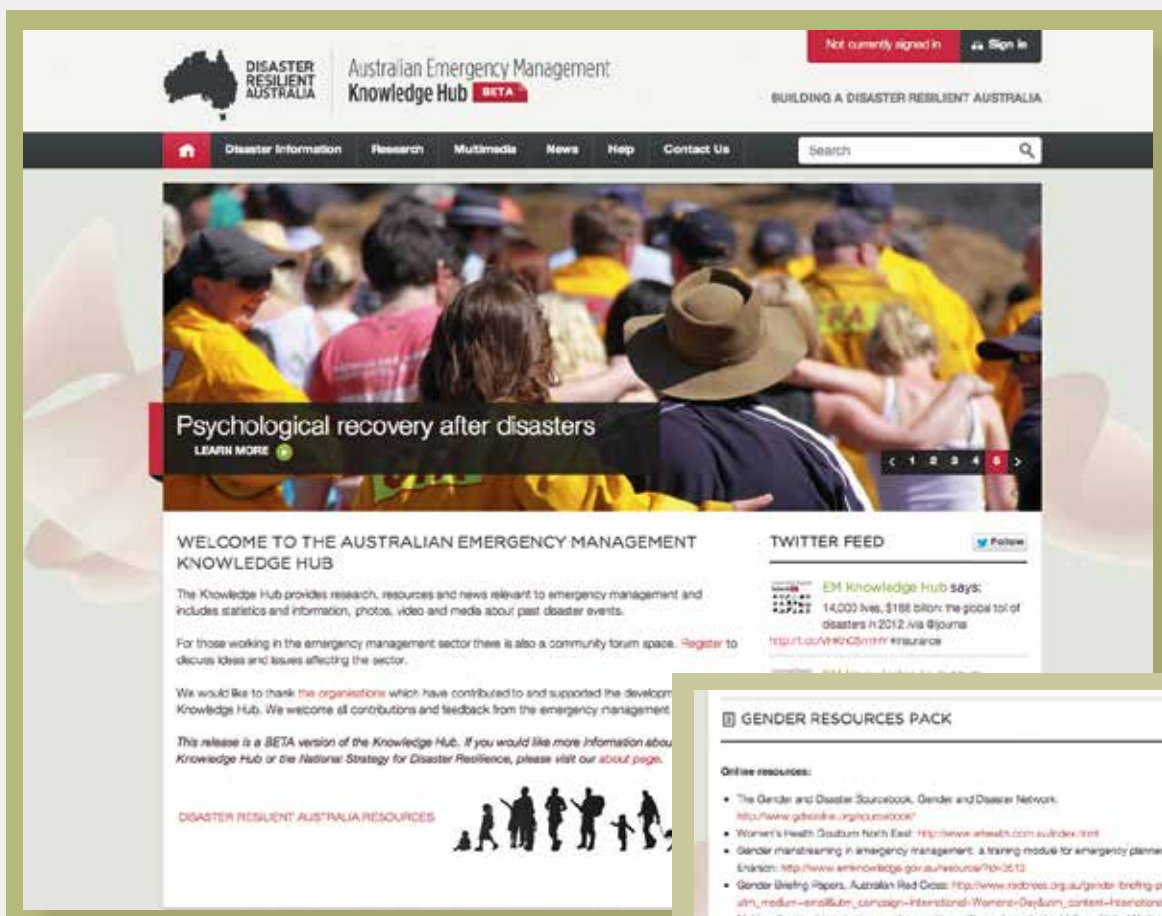 DISASTER
RESILIENT
AUSTRALIA
Australian Emergency Management
Knowledge Hub BETA
Not currently signed in
Sign in
BUILDING A DISASTER RESILIENT AUSTRALIA
Disaster Information Research Multimedia News Help Contact Us
Search
CFA
Psychological recovery after disasters
LEARN MORE
< 1 2 3 4 5 >
WELCOME TO THE AUSTRALIAN EMERGENCY MANAGEMENT
KNOWLEDGE HUB
The Knowledge Hub provides research, resources and news relevant to emergency management and
includes statistics and information, photos, video and media about past disaster events.
For those working in the emergency management sector there is also a community forum space. Register to
discuss ideas and issues affecting the sector.
We would like to thank the organisations which have contributed to and supported the developm
Knowledge Hub. We welcome all contributions and feedback from the emergency management
This release is a BETA version of the Knowledge Hub. If you would like more information abou
Knowledge Hub or the National Strategy for Disaster Resilience, please visit our about page.
DISASTER RESILIENT AUSTRALIA RESOURCES
TWITTER FEED
Follow
EM Knowledge Hub says:
14,000 lives, $186 billion: the global toll of
disasters in 2012 /via @journa
#insurance
GENDER RESOURCES PACK
Online resources:
The Gender and Disaster Sourcebook, Gender and Disaster Network:
Women's Health Goulburn North East:
Gender mainstreaming in emergency management: a training module for emergency planne
Enarson:
Gender Briefing Papers, Australian Red Cross: